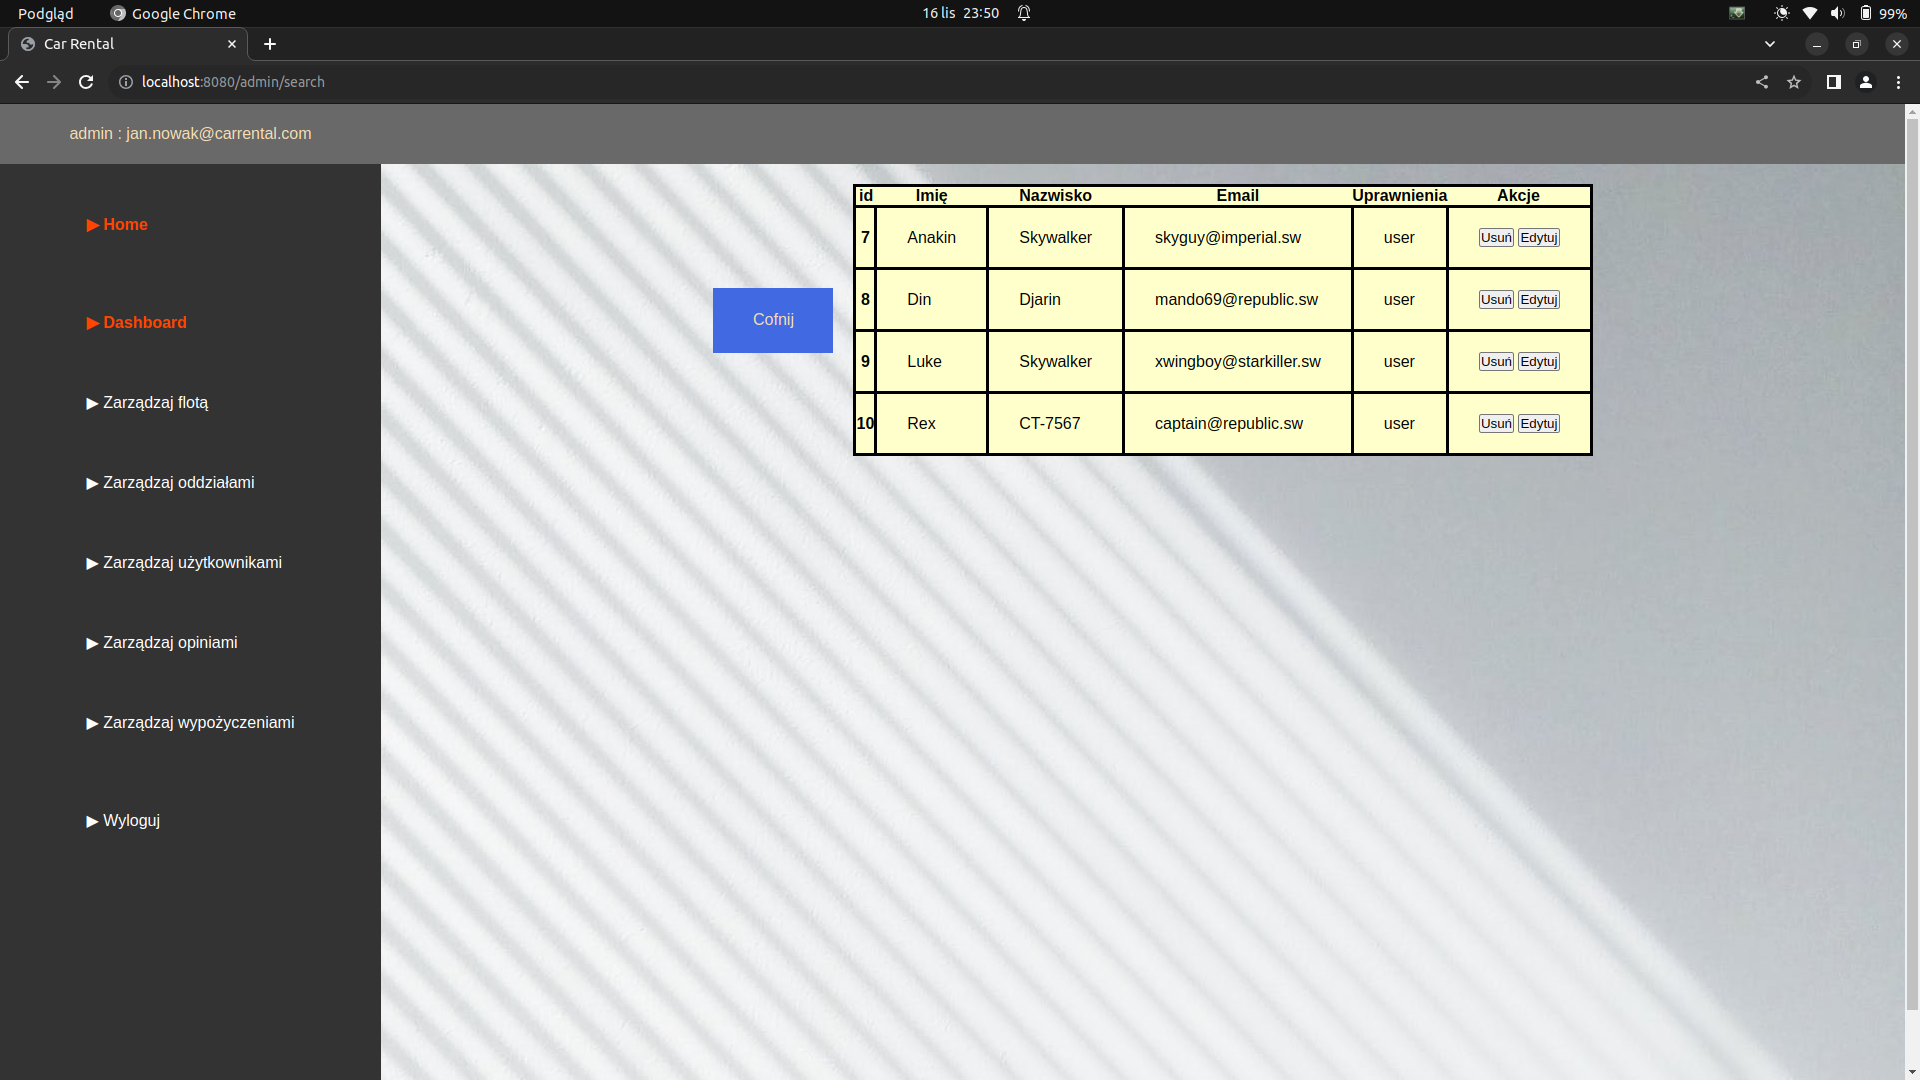 Podgląd Google Chrome 16 lis 23:50 99%
Car Rental
localhost:8080/admin/search
admin : jan.nowak@carrental.com
▶ Home
▶ Dashboard
▶ Zarządzaj flotą
▶ Zarządzaj oddziałami
▶ Zarządzaj użytkownikami
▶ Zarządzaj opiniami
▶ Zarządzaj wypożyczeniami
▶ Wyloguj
Cofnij
id Imię Nazwisko Email Uprawnienia Akcje
7 Anakin Skywalker skyguy@imperial.sw user Usuń Edytuj
8 Din Djarin mando69@republic.sw user Usuń Edytuj
9 Luke Skywalker xwingboy@starkiller.sw user Usuń Edytuj
10 Rex CT-7567 captain@republic.sw user Usuń Edytuj